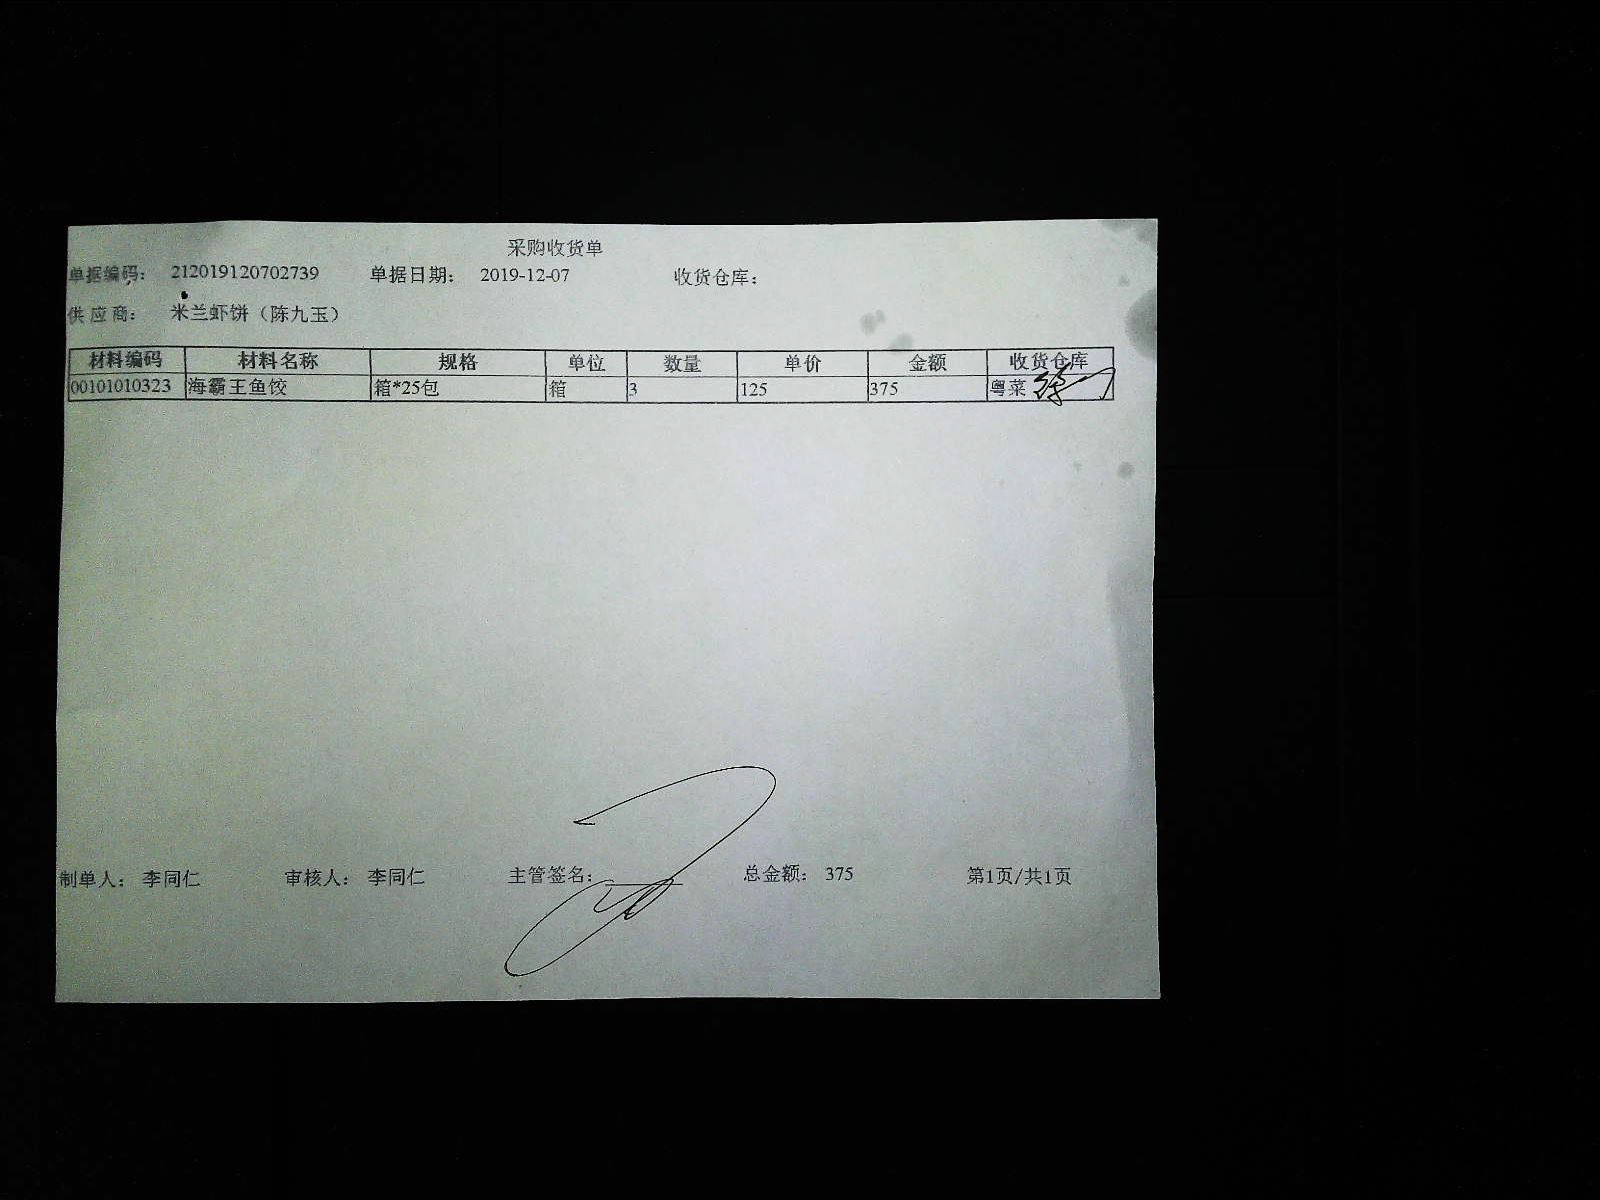 采购收货单
单据编码： 212019120702739 单据日期： 2019-12-07 收货仓库：
供应商： 米兰虾饼（陈九玉）
材料编码 材料名称 规格 单位 数量 单价 金额 收货仓库
00101010323 海霸王鱼饺 箱*25包 箱 3 125 375 粤菜
制单人： 李同仁 审核人： 李同仁 主管签名： 总金额： 375 第1页/共1页